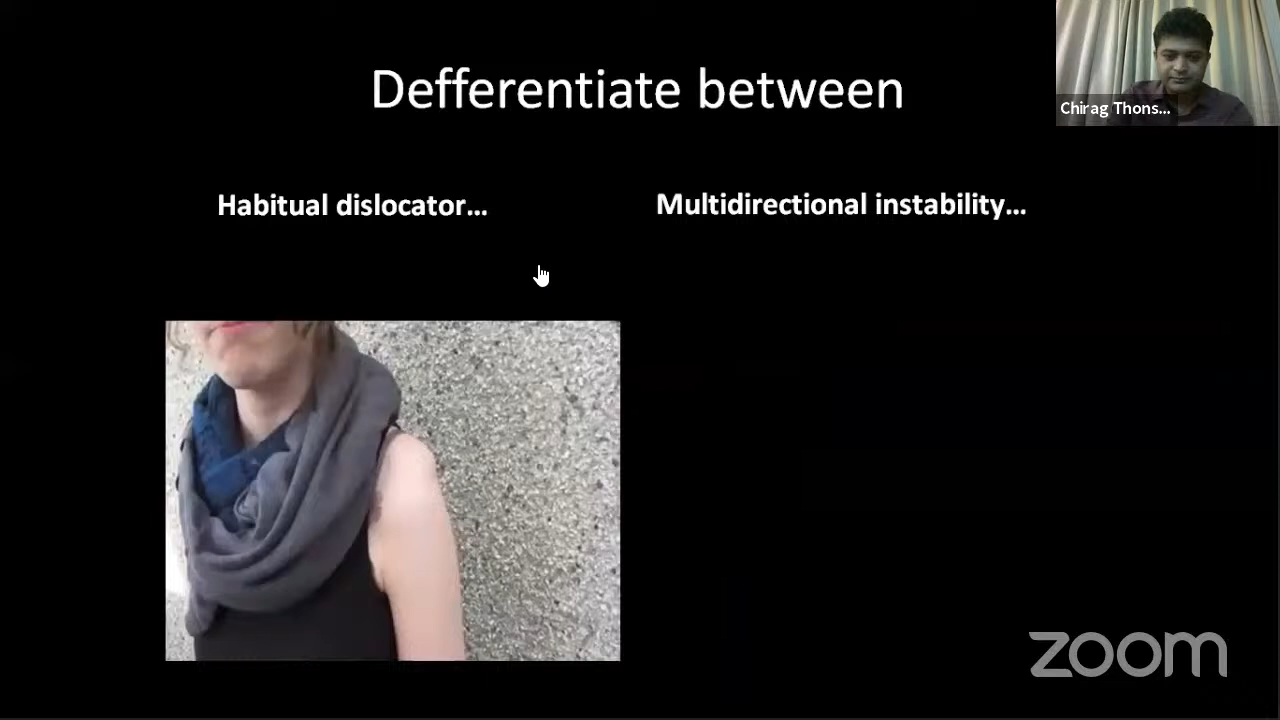 Defferentiate between
Chirag Thons...
Habitual dislocator...
Multidirectional instability...
zoom